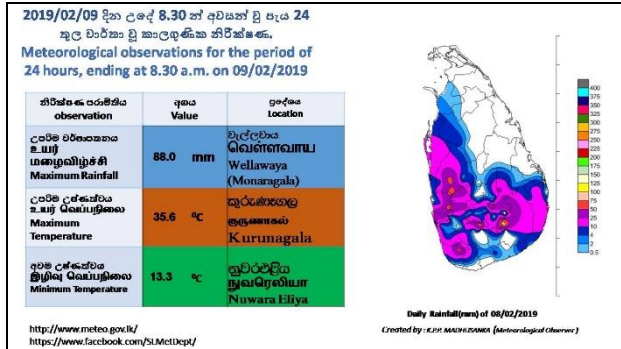 2019/02/09 දින උදේ 8.30 න් අවසන් වූ පැය 24
තුල වාර්තා වූ කාලගුණික නිරීක්ෂණ.
Meteorological observations for the period of
24 hours, ending at 8.30 a.m. on 09/02/2019
නිරීක්ෂණ පරාමිතිය
observation
අගය
Value
ප්‍රදේශය
Location
උපරිම වර්ෂාපතනය
உயர்
மழைவீழ்ச்சி
Maximum Rainfall
88.0 mm
වැල්ලවාය
வெள்ளவாய
Wellawaya
(Monaragala)
උපරිම උෂ්ණත්වය
உயர் வெப்பநிலை
Maximum
Temperature
35.6 ⁰C
කුරුණෑගල
குருணாகல்
Kurunagala
අවම උෂ්ණත්වය
இழிவு வெப்பநிலை
Minimum Temperature
13.3 ⁰C
නුවරඑළිය
நுவரெலியா
Nuwara Eliya
http://www.meteo.gov.lk/
https://www.facebook.com/SLMetDept/
400
375
350
325
300
275
250
225
200
175
150
125
100
75
50
25
10
4
2
0.5
Daily Rainfall(mm) of 08/02/2019
Created by : K.P.P. MADHUSANKA (Meteorological Observer)